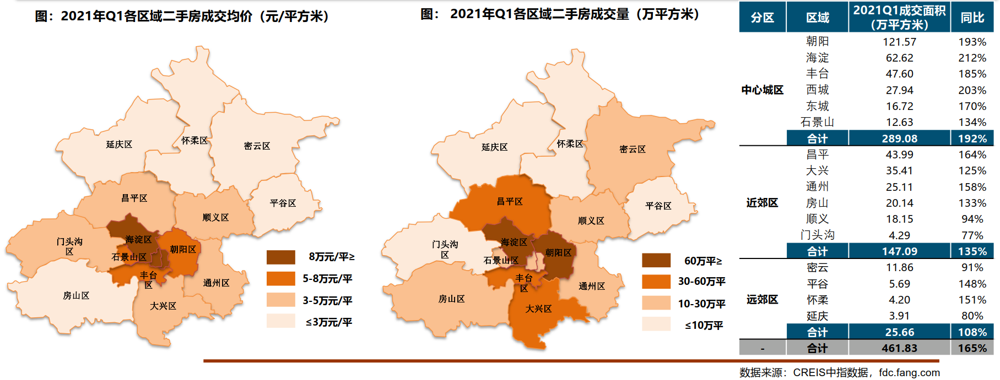 图：2021年Q1各区域二手房成交均价（元/平方米）
延庆区
怀柔区
密云区
昌平区
顺义区
平谷区
门头沟
区
海淀区
朝阳区
石景山区
丰台
区
通州区
房山区
大兴区
8万元/平≥
5-8万元/平
3-5万元/平
≤3万元/平
图： 2021年Q1各区域二手房成交量（万平方米）
延庆区
怀柔区
密云区
昌平区
顺义区
平谷区
门头沟
区
海淀区
朝阳区
石景山区
丰台
区
通州区
房山区
大兴区
60万平≥
30-60万平
10-30万平
≤10万平
分区 区域 2021Q1成交面积 同比
（万平方米）
朝阳 121.57 193%
海淀 62.62 212%
丰台 47.60 185%
中心城区 西城 27.94 203%
东城 16.72 170%
石景山 12.63 134%
合计 289.08 192%
昌平 43.99 164%
大兴 35.41 125%
通州 25.11 158%
近郊区 房山 20.14 133%
顺义 18.15 94%
门头沟 4.29 77%
合计 147.09 135%
密云 11.86 91%
平谷 5.69 148%
远郊区 怀柔 4.20 151%
延庆 3.91 80%
合计 25.66 108%
- 合计 461.83 165%
数据来源：CREIS中指数据，fdc.fang.com